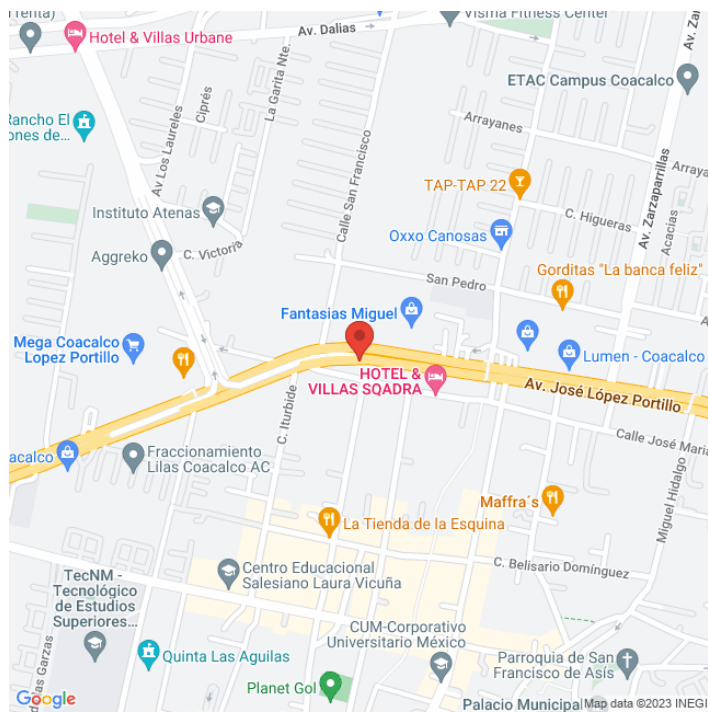 Visma Fitness Center
Av. Dalias
Hotel & Villas Urbane
La Garita Nte.
Av. Zarzaparrillas
ETAC Campus Coacalco
Rancho El
Ciprés
Av Los Laureles
Calle San Francisco
Arrayanes
TAP-TAP 22
C. Higueras
Acacias
Instituto Atenas
C. Victoria
Oxxo Canosas
Aggreko
San Pedro
Gorditas "La banca feliz"
Fantasias Miguel
Mega Coacalco
Lopez Portillo
Lumen - Coacalco
HOTEL &
VILLAS SQADRA
Av. José López Portillo
C. Iturbide
Calle José Maria
Fraccionamiento
Lilas Coacalco AC
Miguel Hidalgo
Maffra´s
La Tienda de la Esquina
C. Belisario Domínguez
Centro Educacional
Salesiano Laura Vicuña
TecNM -
Tecnológico
de Estudios
Superiores...
CUM-Corporativo
Universitario México
Quinta Las Aguilas
Parroquia de San
Francisco de Asís
Planet Gol
Palacio Municipal
Google
Map data ©2023 INEGI